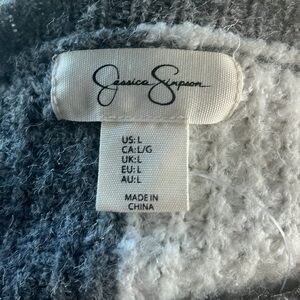 Jessica Simpson
US: L
CA: L/G
UK: L
EU: L
AU: L
MADE IN
CHINA